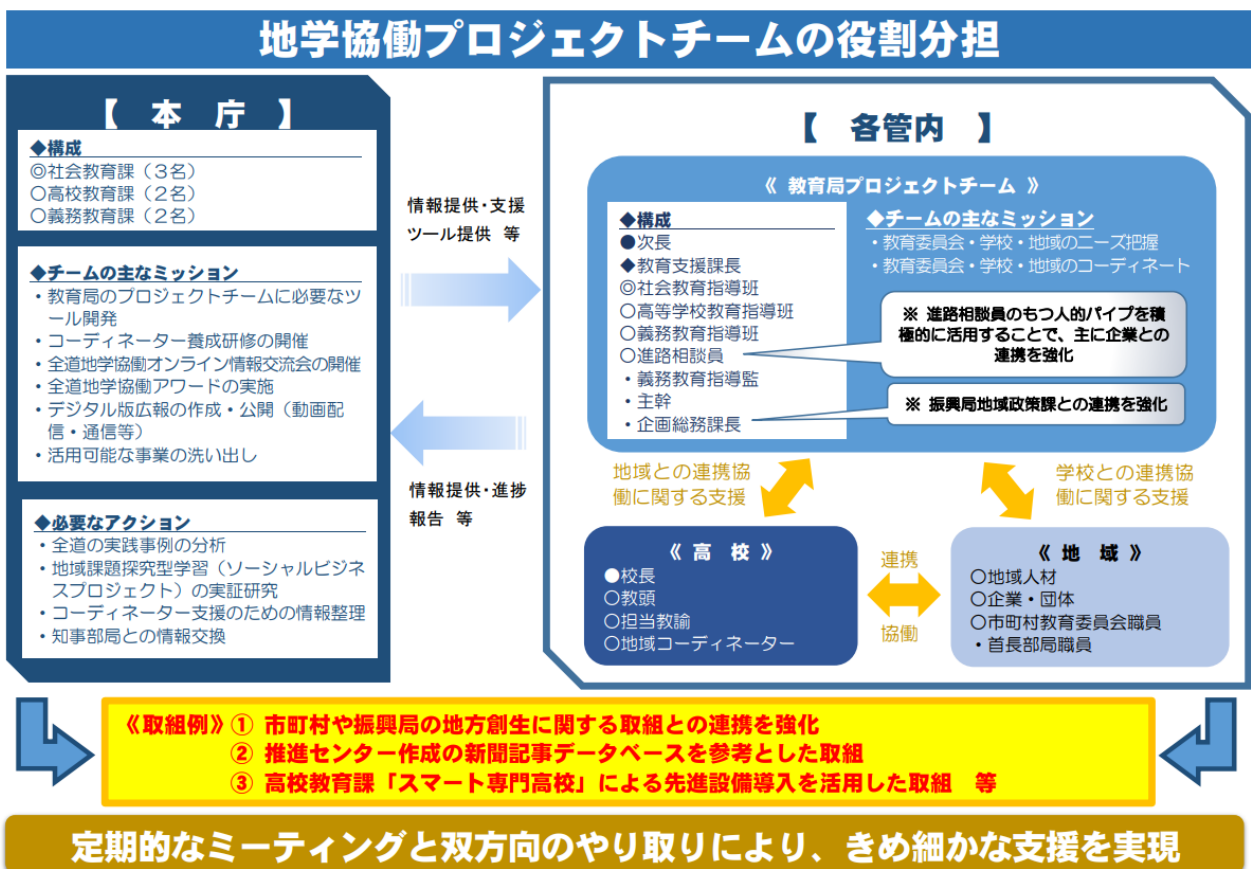 地学協働プロジェクトチームの役割分担
【 本 庁 】
◆構成
◎社会教育課（３名）
○高校教育課（２名）
○義務教育課（２名）
◆チームの主なミッション
・教育局のプロジェクトチームに必要なツ
ール開発
・コーディネーター養成研修の開催
・全道地学協働オンライン情報交流会の開催
・全道地学協働アワードの実施
・デジタル版広報の作成・公開（動画配
信・通信等）
・活用可能な事業の洗い出し
◆必要なアクション
・全道の実践事例の分析
・地域課題探究型学習（ソーシャルビジネ
スプロジェクト）の実証研究
・コーディネーター支援のための情報整理
・知事部局との情報交換
情報提供・支援
ツール提供 等
情報提供・進捗
報告 等
【 各管内 】
《 教育局プロジェクトチーム 》
◆構成
●次長
◆教育支援課長
◎社会教育指導班
○高等学校教育指導班
○義務教育指導班
○進路相談員
・義務教育指導監
・主幹
・企画総務課長
◆チームの主なミッション
・教育委員会・学校・地域のニーズ把握
・教育委員会・学校・地域のコーディネート
※ 進路相談員のもつ人的パイプを積
極的に活用することで、主に企業との
連携を強化
※ 振興局地域政策課との連携を強化
地域との連携協
働に関する支援
学校との連携協
働に関する支援
《 高 校 》
●校長
○教頭
○担当教諭
○地域コーディネーター
連携
協働
《 地 域 》
○地域人材
○企業・団体
○市町村教育委員会職員
・首長部局職員
《取組例》① 市町村や振興局の地方創生に関する取組との連携を強化
② 推進センター作成の新聞記事データベースを参考とした取組
③ 高校教育課「スマート専門高校」による先進設備導入を活用した取組 等
定期的なミーティングと双方向のやり取りにより、きめ細かな支援を実現